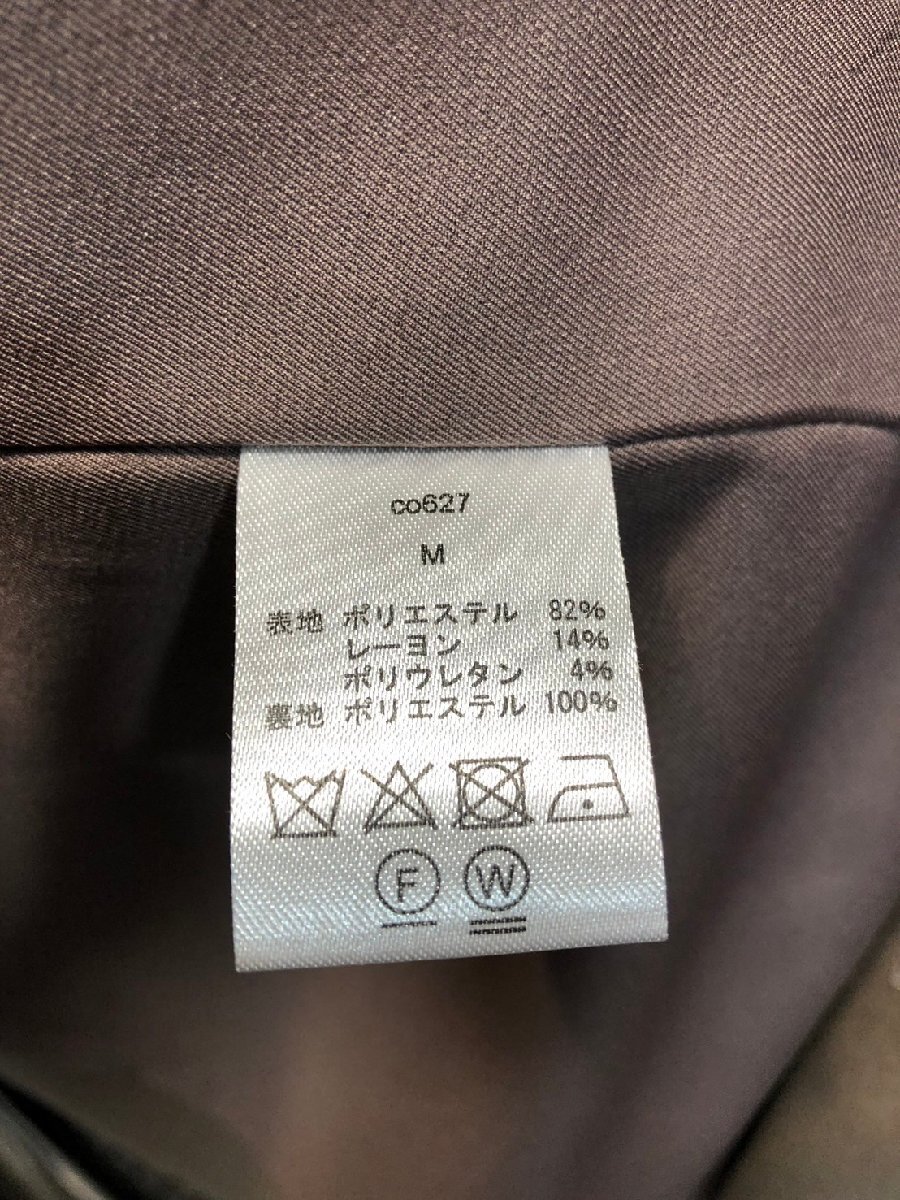 co627
M
表地 ポリエステル 82%
レーヨン 14%
ポリウレタン 4%
裏地 ポリエステル 100%
F W